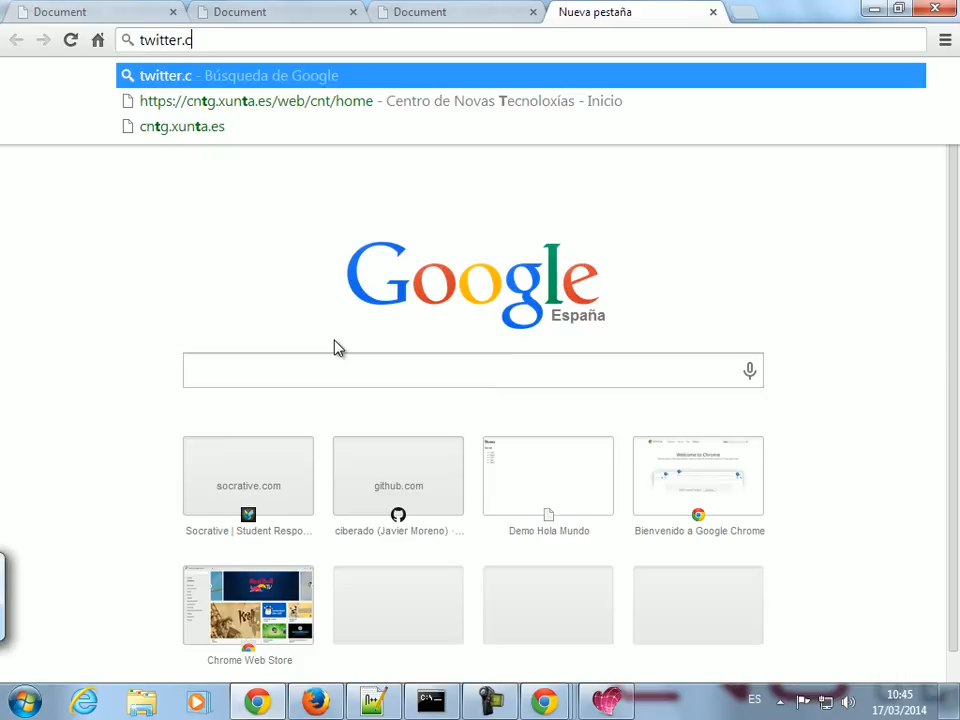 Document
Document
Document
Nueva pestaña
twitter.c
twitter.c - Búsqueda de Google
https://cntg.xunta.es/web/cnt/home - Centro de Novas Tecnoloxías - Inicio
cntg.xunta.es
Google
España
socrative.com
github.com
Welcome to Chrome
Socrative | Student Respo...
ciberado (Javier Moreno) ·...
Demo Hola Mundo
Bienvenido a Google Chrome
Chrome Web Store
ES
10:45
17/03/2014